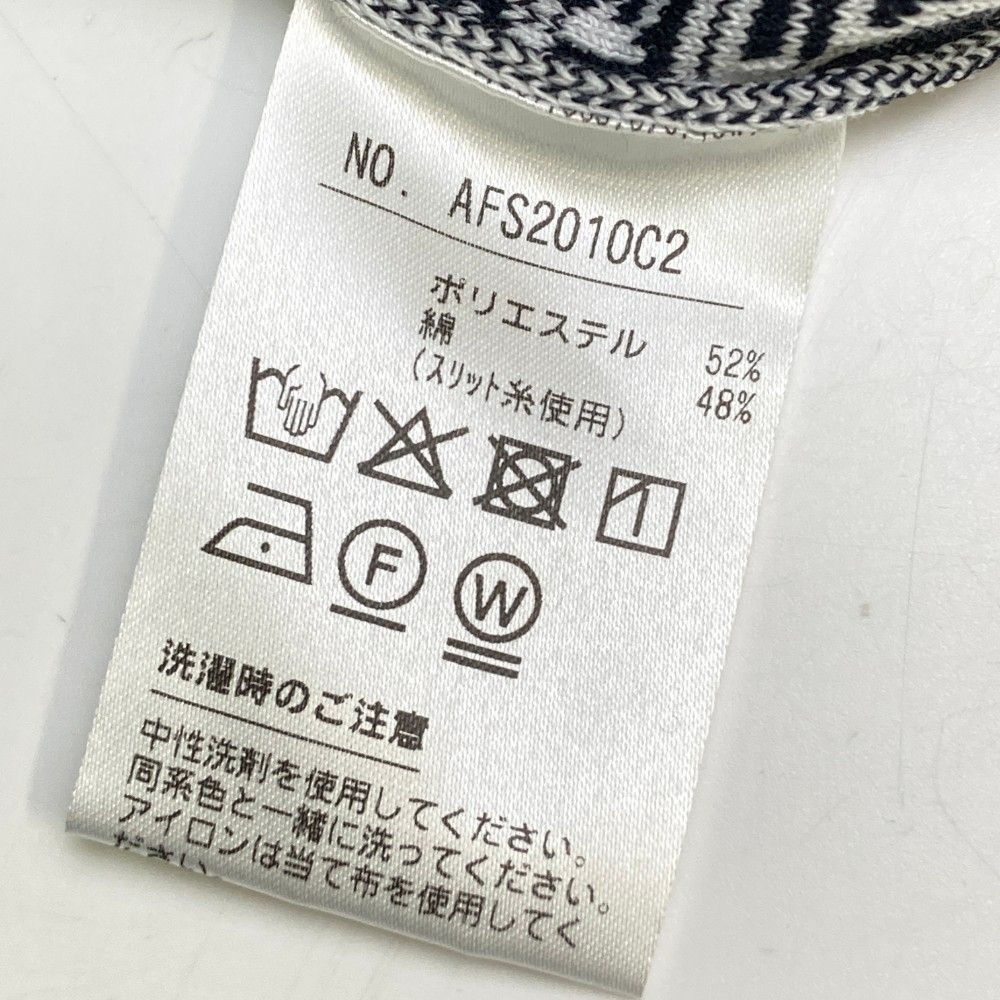 NO. AFS2010C2
ポリエステル 52%
綿 48%
(スリット糸使用)
F
W
洗濯時のご注意
中性洗剤を使用してください。
同系色と一緒に洗ってください。
アイロンは当て布を使用してく
ださい。